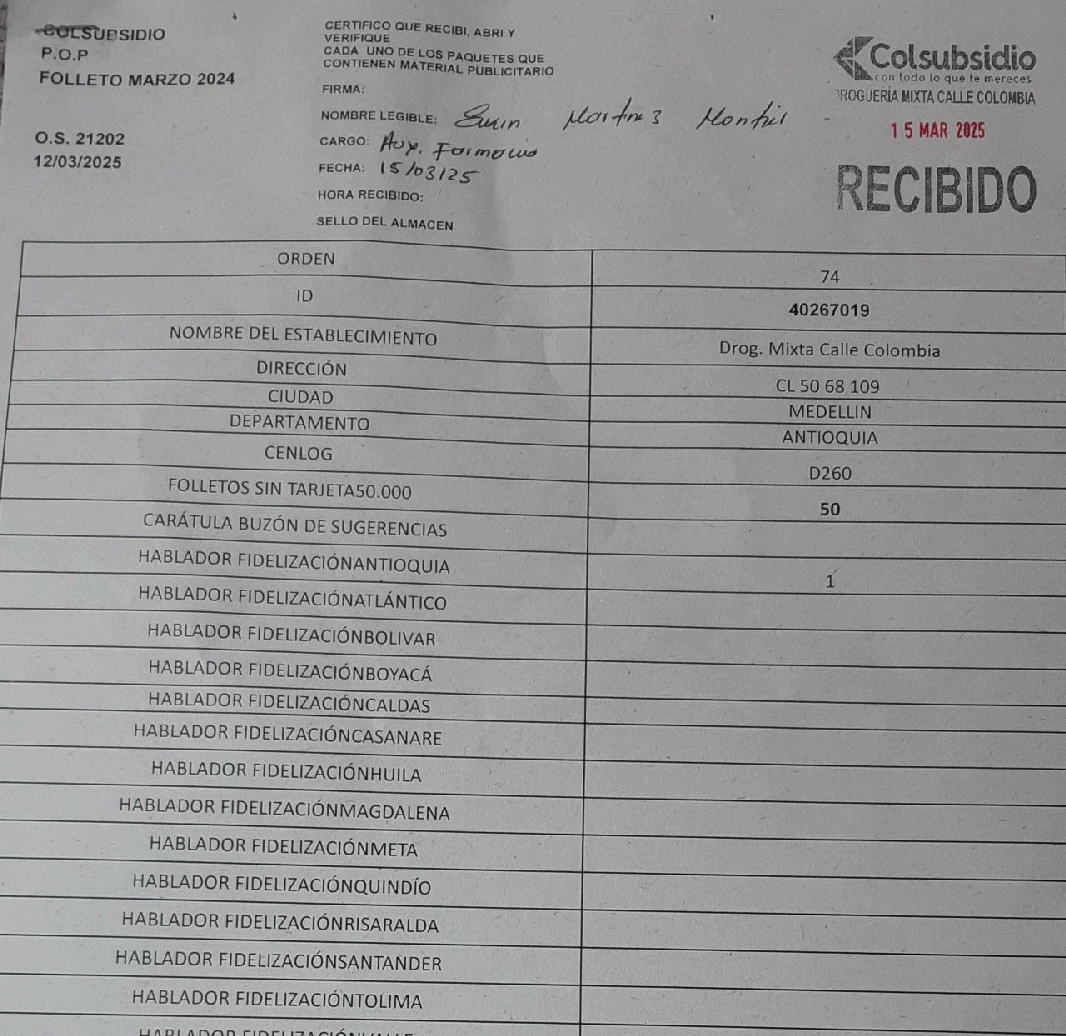 COLSUBSIDIO
P.O.P
FOLLETO MARZO 2024
O.S. 21202
12/03/2025
CERTIFICO QUE RECIBI, ABRI Y
VERIFIQUE
CADA UNO DE LOS PAQUETES QUE
CONTIENEN MATERIAL PUBLICITARIO
FIRMA:
NOMBRE LEGIBLE:
CARGO: Aux. Farmacia
FECHA: 15/03/25
HORA RECIBIDO:
SELLO DEL ALMACEN
Colsubsidio
con todo lo que te mereces
ROGUERÍA MIXTA CALLE COLOMBIA
15 MAR 2025
RECIBIDO
ORDEN 74
ID 40267019
NOMBRE DEL ESTABLECIMIENTO Drog. Mixta Calle Colombia
DIRECCIÓN CL 50 68 109
CIUDAD MEDELLIN
DEPARTAMENTO ANTIOQUIA
CENLOG D260
FOLLETOS SIN TARJETA50.000 50
CARÁTULA BUZÓN DE SUGERENCIAS
HABLADOR FIDELIZACIÓNANTIOQUIA 1
HABLADOR FIDELIZACIÓNATLÁNTICO
HABLADOR FIDELIZACIÓNBOLIVAR
HABLADOR FIDELIZACIÓNBOYACÁ
HABLADOR FIDELIZACIÓNCALDAS
HABLADOR FIDELIZACIÓNCASANARE
HABLADOR FIDELIZACIÓNHUILA
HABLADOR FIDELIZACIÓNMAGDALENA
HABLADOR FIDELIZACIÓNMETA
HABLADOR FIDELIZACIÓNQUINDÍO
HABLADOR FIDELIZACIÓNRISARALDA
HABLADOR FIDELIZACIÓNSANTANDER
HABLADOR FIDELIZACIÓNTOLIMA
HABLADOR FIDELIZACIÓNVALLE